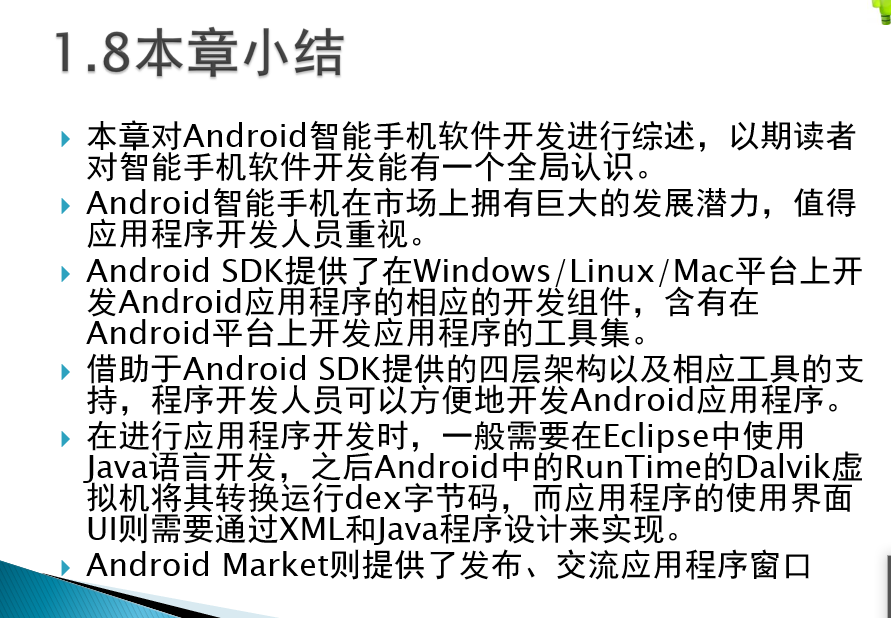 1.8本章小结
本章对Android智能手机软件开发进行综述，以期读者
对智能手机软件开发能有一个全局认识。
Android智能手机在市场上拥有巨大的发展潜力，值得
应用程序开发人员重视。
Android SDK提供了在Windows/Linux/Mac平台上开
发Android应用程序的相应的开发组件，含有在
Android平台上开发应用程序的工具集。
借助于Android SDK提供的四层架构以及相应工具的支
持，程序开发人员可以方便地开发Android应用程序。
在进行应用程序开发时，一般需要在Eclipse中使用
Java语言开发，之后Android中的RunTime的Dalvik虚
拟机将其转换运行dex字节码，而应用程序的使用界面
UI则需要通过XML和Java程序设计来实现。
Android Market则提供了发布、交流应用程序窗口